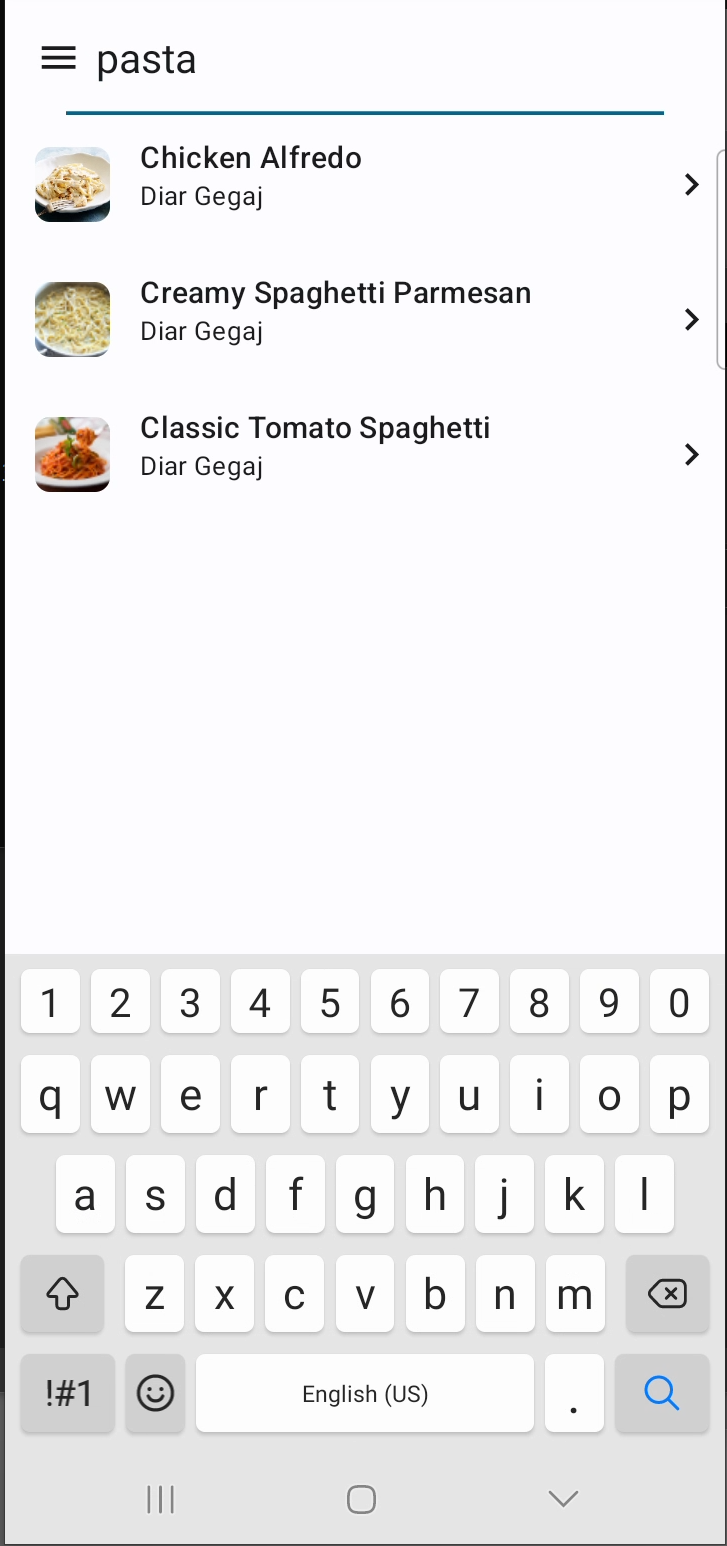 pasta
Chicken Alfredo
Diar Gegaj
Creamy Spaghetti Parmesan
Diar Gegaj
Classic Tomato Spaghetti
Diar Gegaj
1 2 3 4 5 6 7 8 9 0
q w e r t y u i o p
a s d f g h j k l
z x c v b n m
!#1 English (US) .